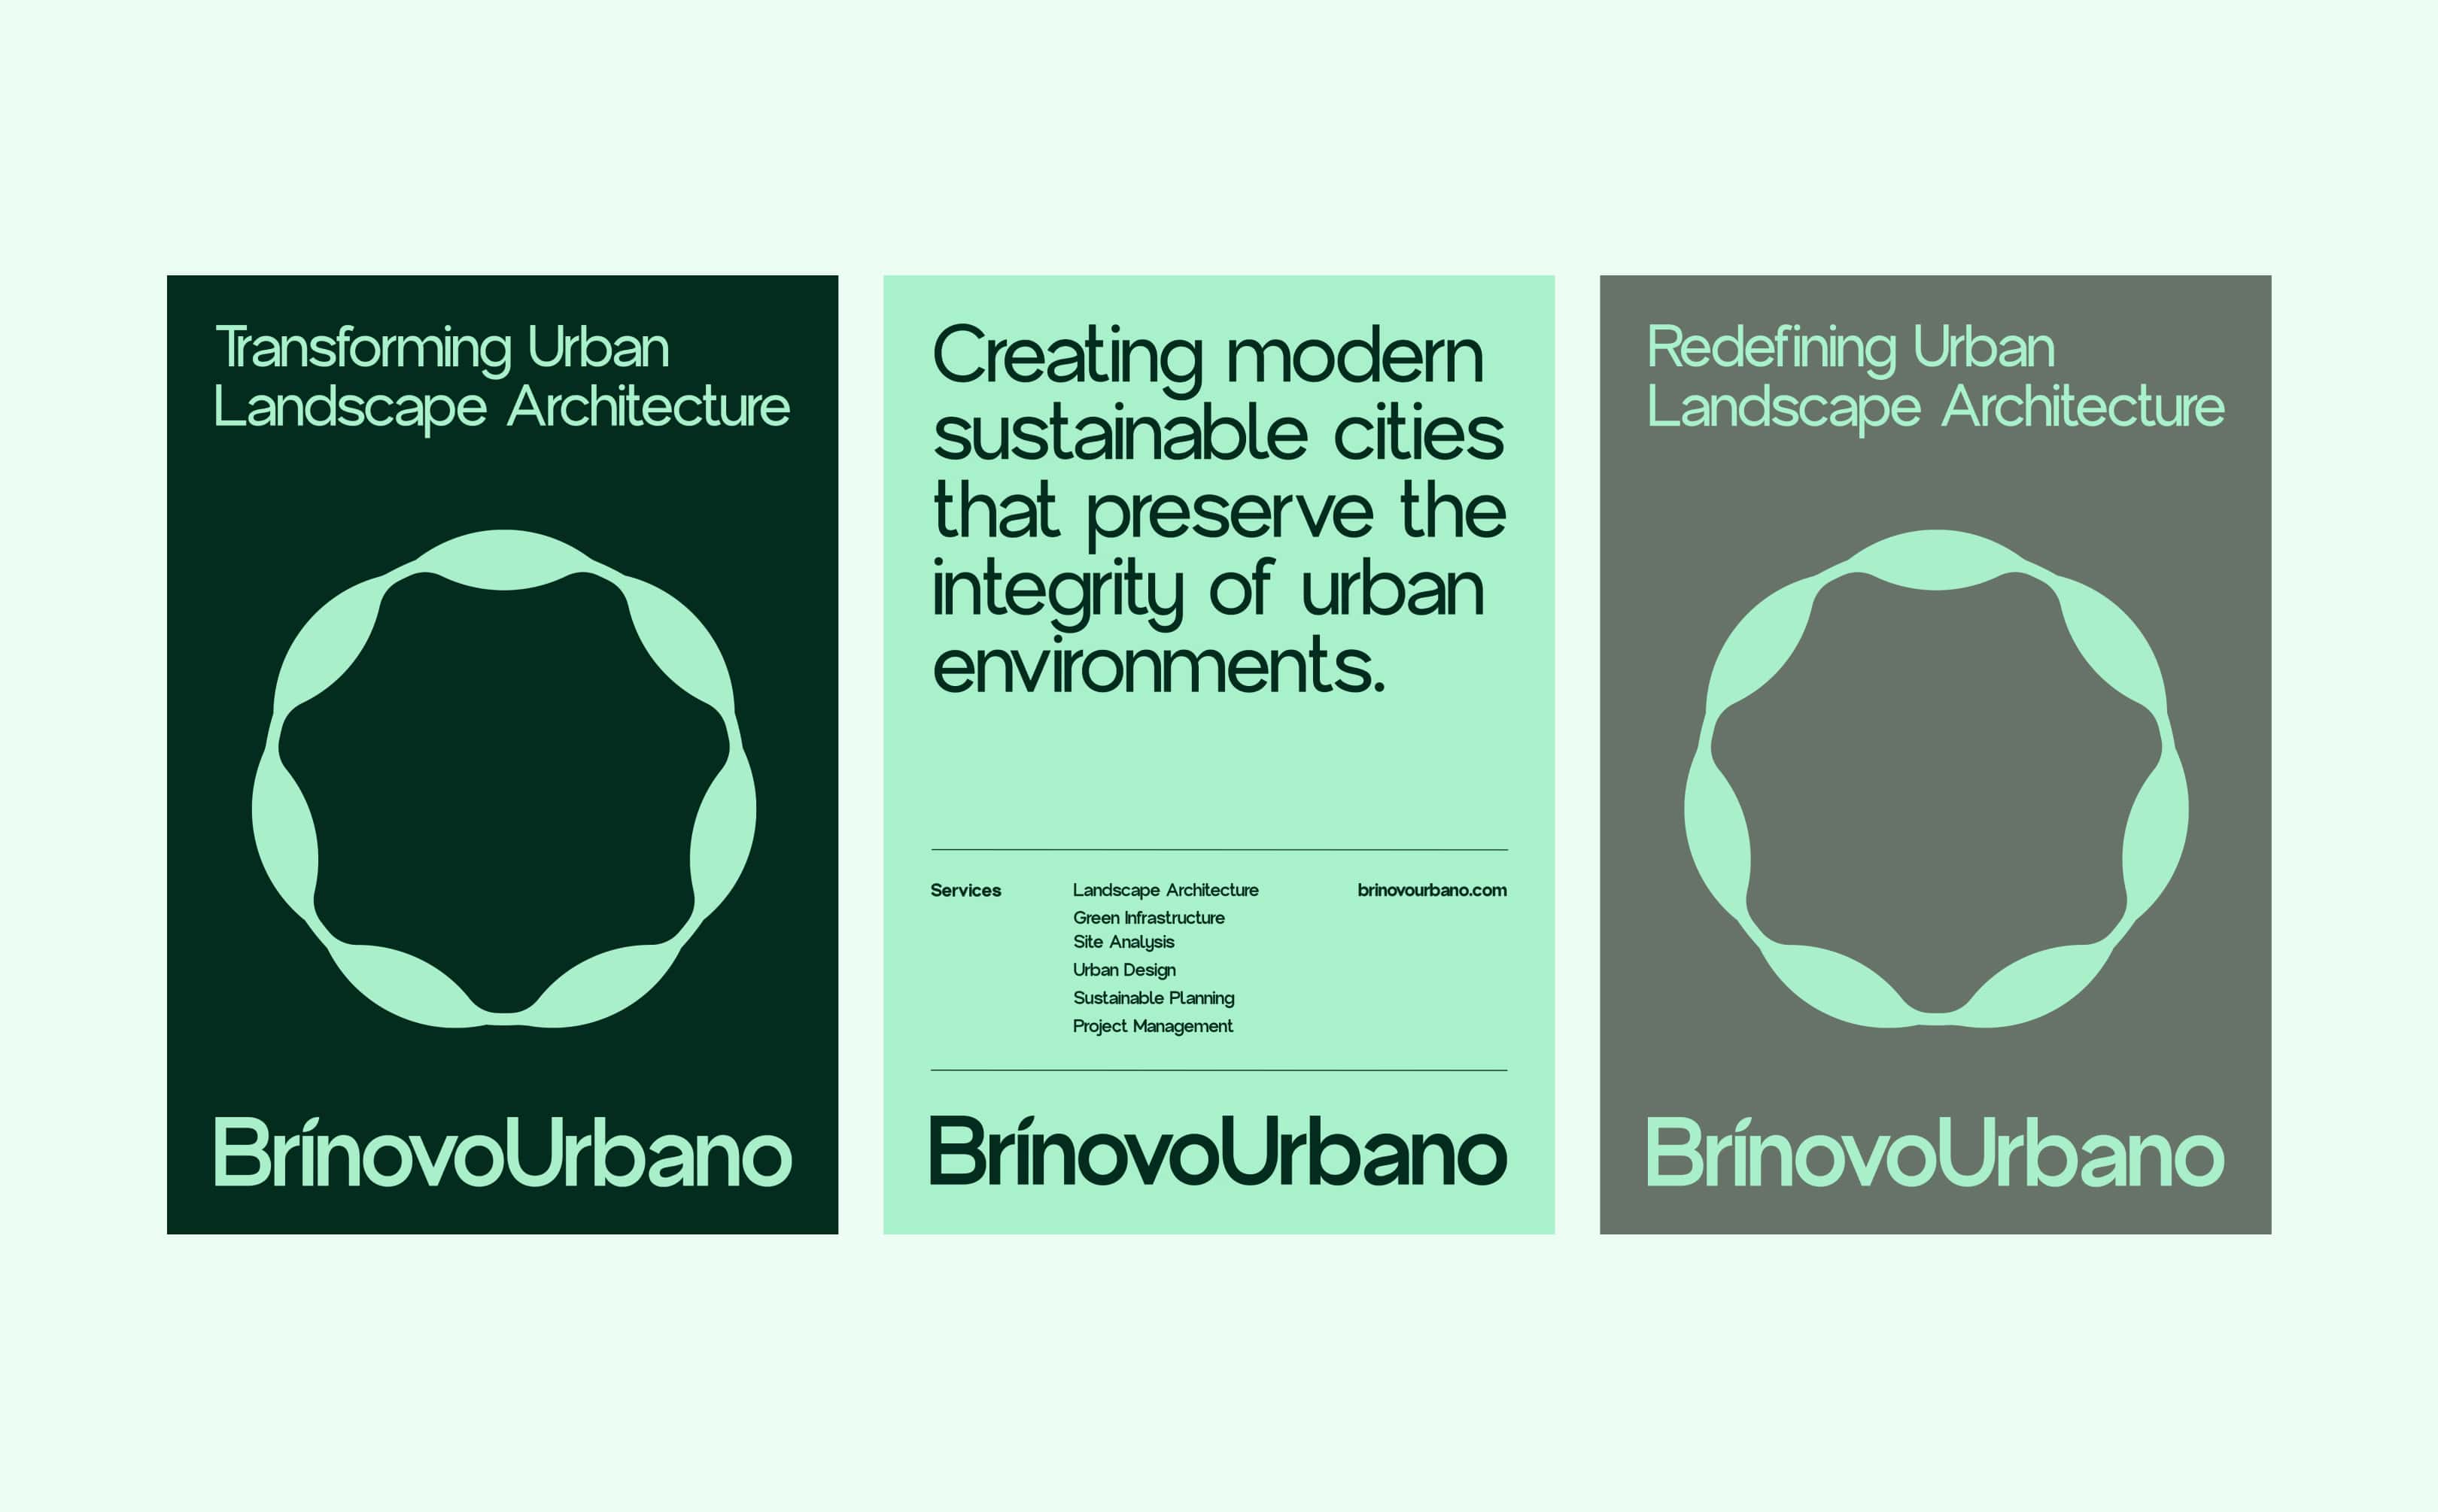 Transforming Urban
Landscape Architecture
BrínovoUrbano
Creating modern
sustainable cities
that preserve the
integrity of urban
environments.
Services
Landscape Architecture
Green Infrastructure
Site Analysis
Urban Design
Sustainable Planning
Project Management
brinovourbano.com
BrínovoUrbano
Redefining Urban
Landscape Architecture
BrínovoUrbano